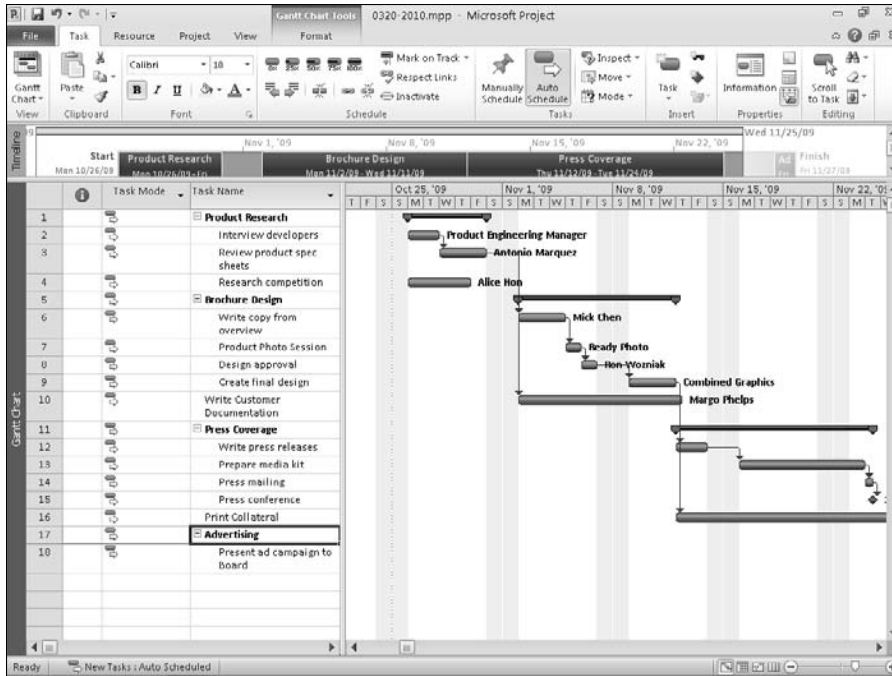 Gantt Chart Tools 0320-2010.mpp - Microsoft Project
File Task Resource Project View Format
Calibri 10
Mark on Track
Respect Links
Inactivate
Inspect
Move
Mode
Gantt Chart Paste B I U Manually Schedule Auto Schedule Task Information Scroll to Task
View Clipboard Font Schedule Tasks Insert Properties Editing
Timeline
Wed 11/25/09
Nov 1, '09 Nov 8, '09 Nov 15, '09 Nov 22, '09
Start Product Research Brochure Design Press Coverage Ad Finish
Mon 10/26/09 Mon 10/26/09-Fri Mon 11/2/09 - Wed 11/11/09 Thu 11/12/09 - Tue 11/24/09 Fri Fri 11/27/09
Task Mode Task Name
Oct 25, '09 Nov 1, '09 Nov 8, '09 Nov 15, '09 Nov 22, '09
T F S S M T W T F S S M T W T F S S M T W T F S S M T W T F S S M T W
Gantt Chart
1 Product Research
2 Interview developers Product Engineering Manager
3 Review product spec sheets Antonio Marquez
4 Research competition Alice Hon
5 Brochure Design
6 Write copy from overview Mick Chen
7 Product Photo Session Ready Photo
8 Design approval Ron Wozniak
9 Create final design Combined Graphics
10 Write Customer Documentation Margo Phelps
11 Press Coverage
12 Write press releases
13 Prepare media kit
14 Press mailing
15 Press conference
16 Print Collateral
17 Advertising
18 Present ad campaign to Board
Ready New Tasks : Auto Scheduled